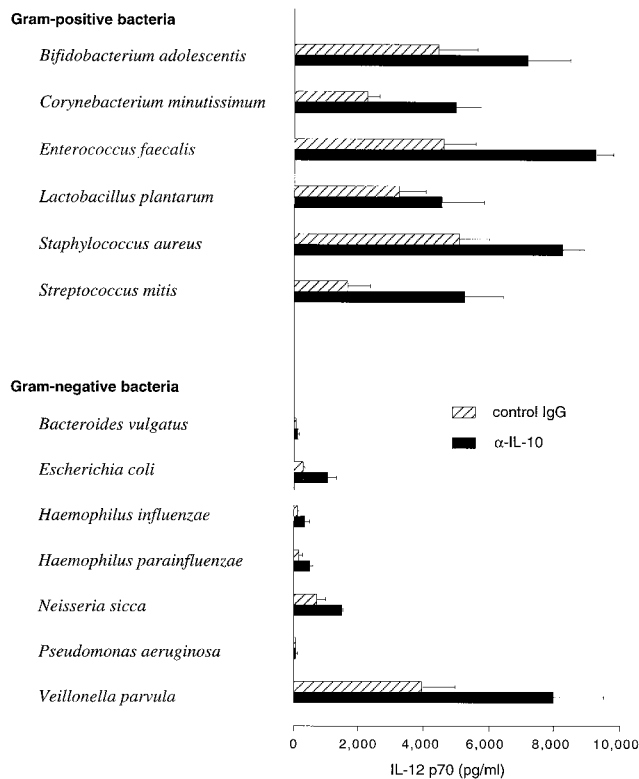 Gram-positive bacteria
Bifidobacterium adolescentis
Corynebacterium minutissimum
Enterococcus faecalis
Lactobacillus plantarum
Staphylococcus aureus
Streptococcus mitis
Gram-negative bacteria
Bacteroides vulgatus
Escherichia coli
Haemophilus influenzae
Haemophilus parainfluenzae
Neisseria sicca
Pseudomonas aeruginosa
Veillonella parvula
control IgG
α-IL-10
0 2,000 4,000 6,000 8,000 10,000
IL-12 p70 (pg/ml)